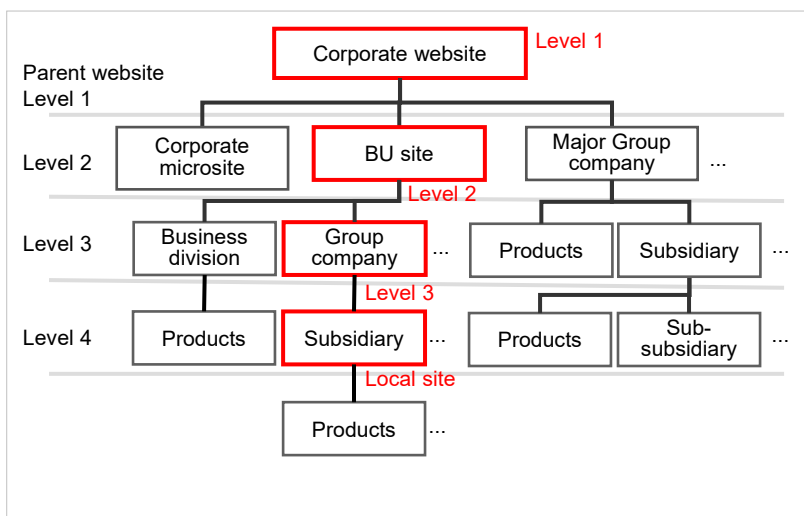 Corporate website
Level 1
Parent website
Level 1
Level 2
Corporate
microsite
BU site
Major Group
company
...
Level 2
Level 3
Business
division
Group
company
...
Products
Subsidiary
...
Level 3
Level 4
Products
Subsidiary
...
Products
Sub-
subsidiary
...
Local site
Products
...